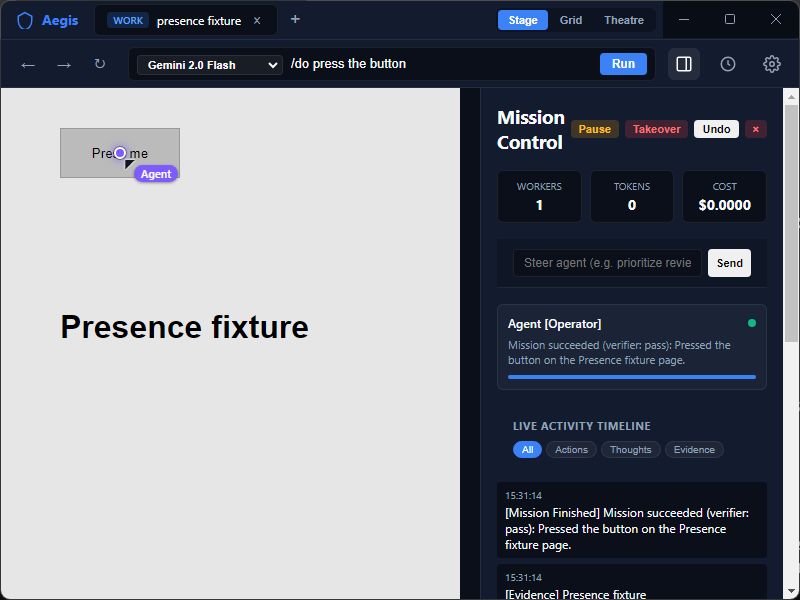 Aegis
WORK presence fixture ×
+
Stage Grid Theatre
Gemini 2.0 Flash
/do press the button
Run
Agent
Presence fixture
Mission
Control
Pause
Takeover
Undo
×
WORKERS
1
TOKENS
0
COST
$0.0000
Steer agent (e.g. prioritize revie
Send
Agent [Operator]
Mission succeeded (verifier: pass): Pressed the
button on the Presence fixture page.
LIVE ACTIVITY TIMELINE
All Actions Thoughts Evidence
15:31:14
[Mission Finished] Mission succeeded (verifier:
pass): Pressed the button on the Presence
fixture page.
15:31:14
[Evidence] Presence fixture